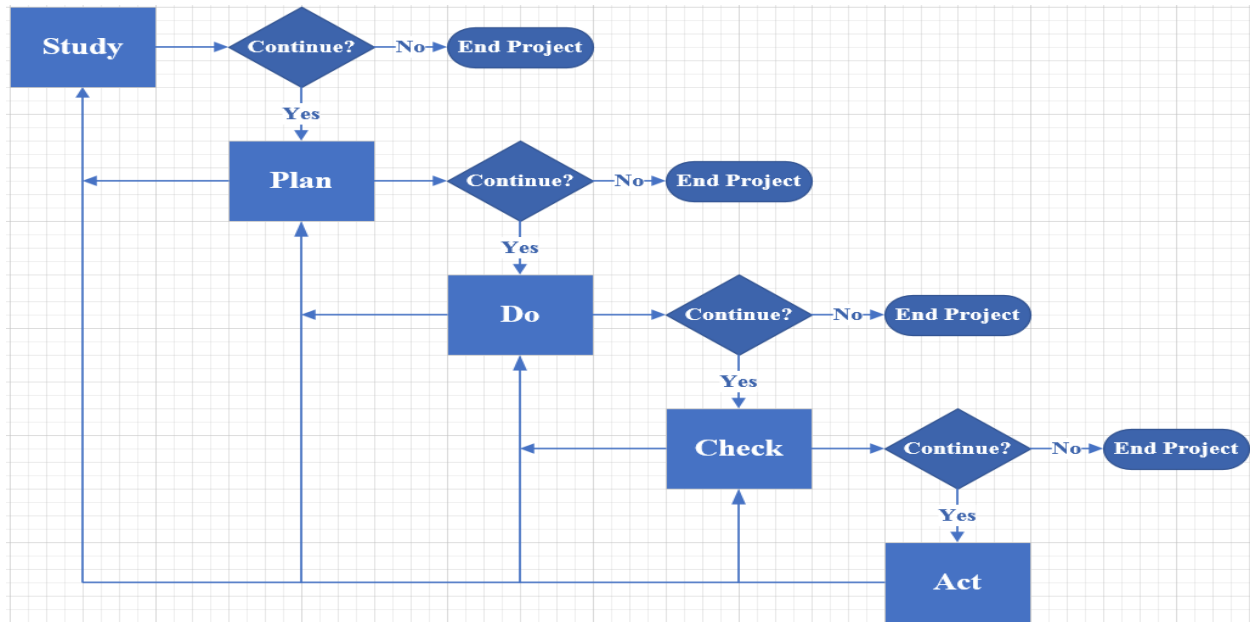 Study
Continue?
No
End Project
Yes
Plan
Continue?
No
End Project
Yes
Do
Continue?
No
End Project
Yes
Check
Continue?
No
End Project
Yes
Act